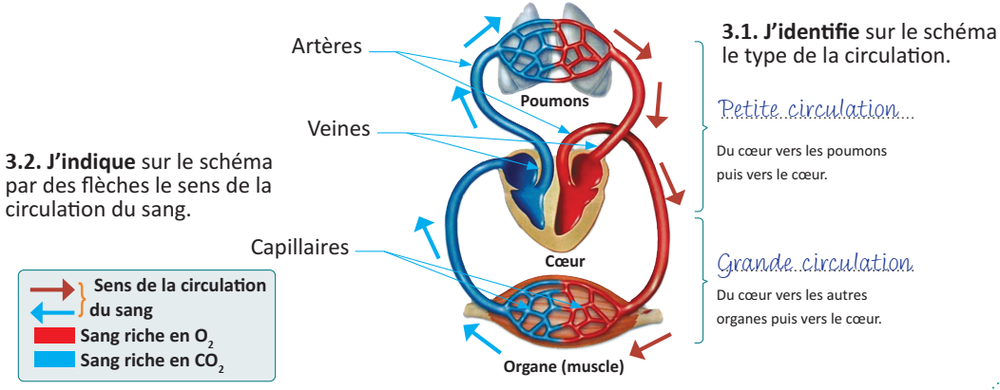 3.1. J'identifie sur le schéma
le type de la circulation.
Artères
Poumons
Petite circulation
Veines
Du cœur vers les poumons
puis vers le cœur.
3.2. J'indique sur le schéma
par des flèches le sens de la
circulation du sang.
Capillaires
Cœur
Grande circulation
Du cœur vers les autres
organes puis vers le cœur.
Sens de la circulation
du sang
Sang riche en O₂
Sang riche en CO₂
Organe (muscle)